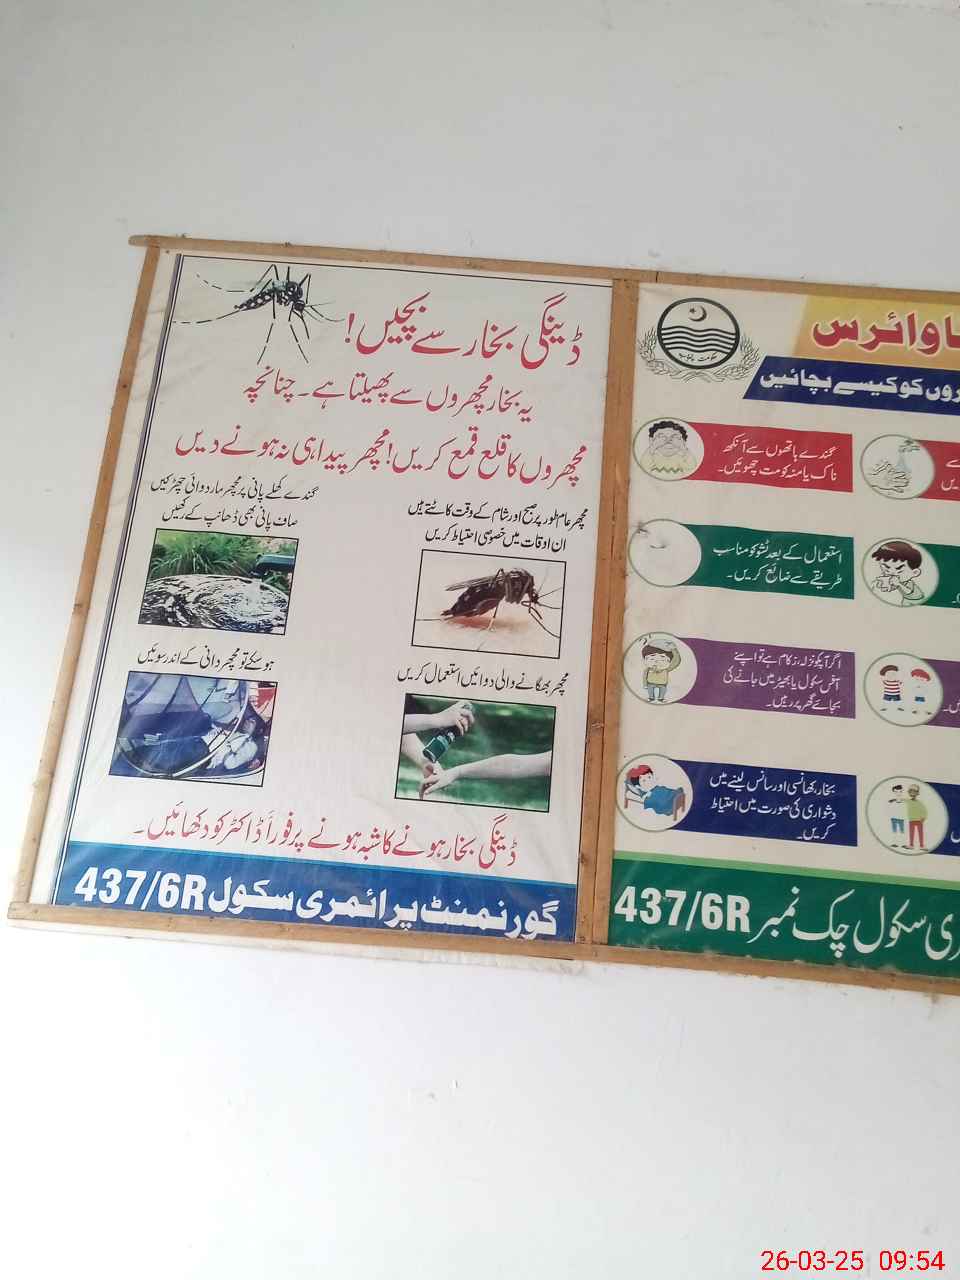 ڈینگی بخار سے بچیں!
یہ بخار مچھروں سے پھیلتا ہے۔ چنانچہ
مچھروں کا قلع قمع کریں! مچھر پیدا ہی نہ ہونے دیں
مچھر عام طور پر صبح اور شام کے وقت کاٹتے ہیں
ان اوقات میں خصوصی احتیاط کریں
گندے کھلے پانی پر مچھر مار دوائی چھڑکیں
صاف پانی بھی ڈھانپ کے رکھیں
مچھر بھگانے والی دوائیں استعمال کریں
ہو سکے تو مچھر دانی کے اندر سوئیں
ڈینگی بخار ہونے کا شبہ ہونے پر فوراً ڈاکٹر کو دکھائیں۔
گورنمنٹ پرائمری سکول 437/6R
حکومت پنجاب
وائرس
کو کیسے بچائیں
گندے ہاتھوں سے آنکھ
ناک یا منہ کو مت چھوئیں۔
استعمال کے بعد ٹشو کو مناسب
طریقے سے ضائع کریں۔
اگر آپکو نزلہ، زکام ہے تو اپنے
آفس سکول یا بھیڑ میں جانے کی
بجائے گھر پر رہیں۔
بخار، کھانسی اور سانس لینے میں
دشواری کی صورت میں احتیاط
کریں۔
سکول چک نمبر 437/6R
26-03-25 09:54